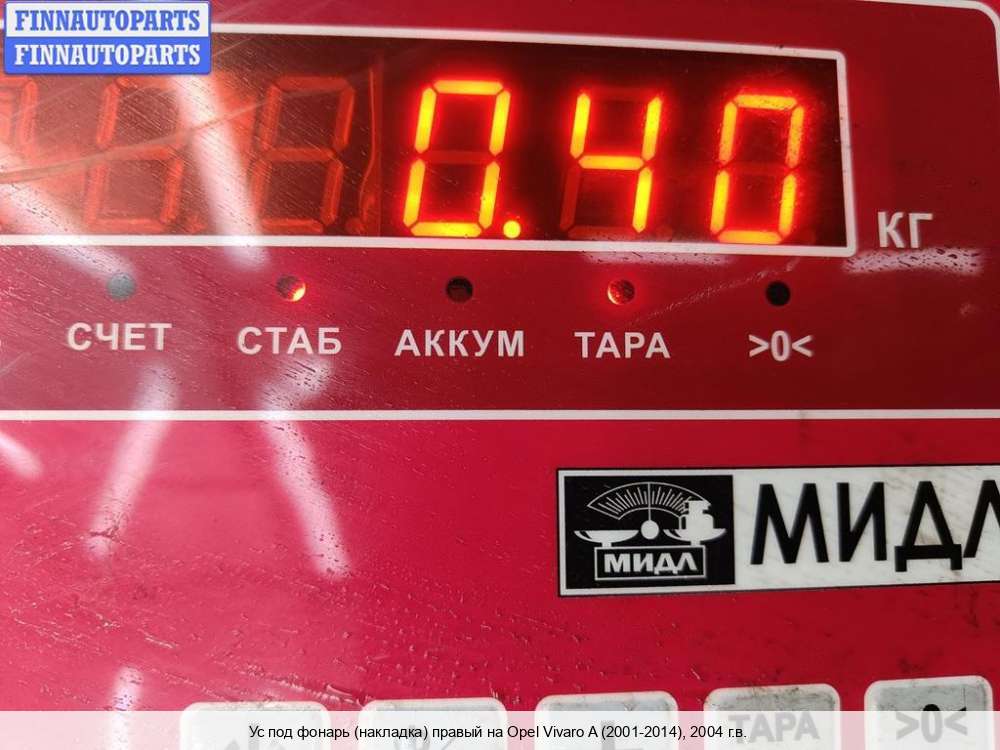 FINNAUTOPARTS
FINNAUTOPARTS
0.40
КГ
СЧЕТ СТАБ АККУМ ТАРА >0<
МИДЛ
МИДЛ
ТАРА >0<
Ус под фонарь (накладка) правый на Opel Vivaro A (2001-2014), 2004 г.в.